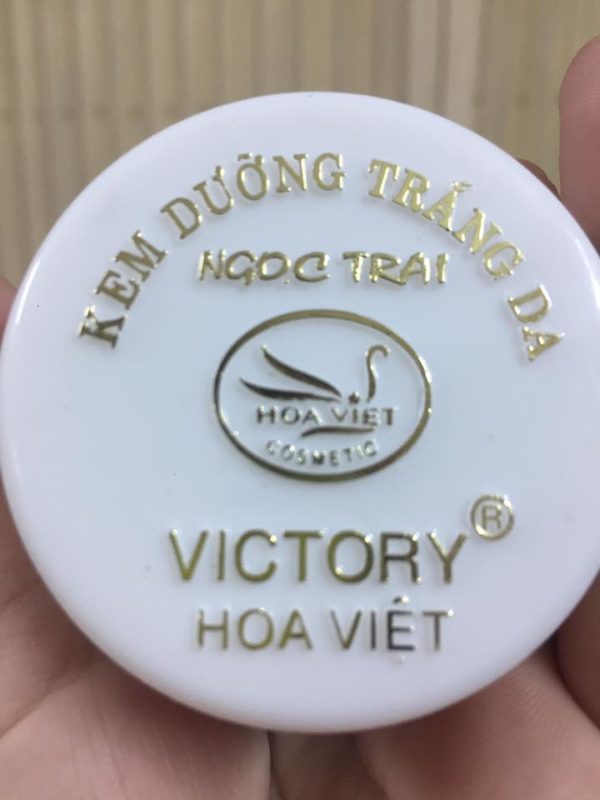 KEM DƯỠNG TRẮNG DA
NGỌC TRAI
HOA VIỆT
COSMETIC
VICTORY®
HOA VIỆT